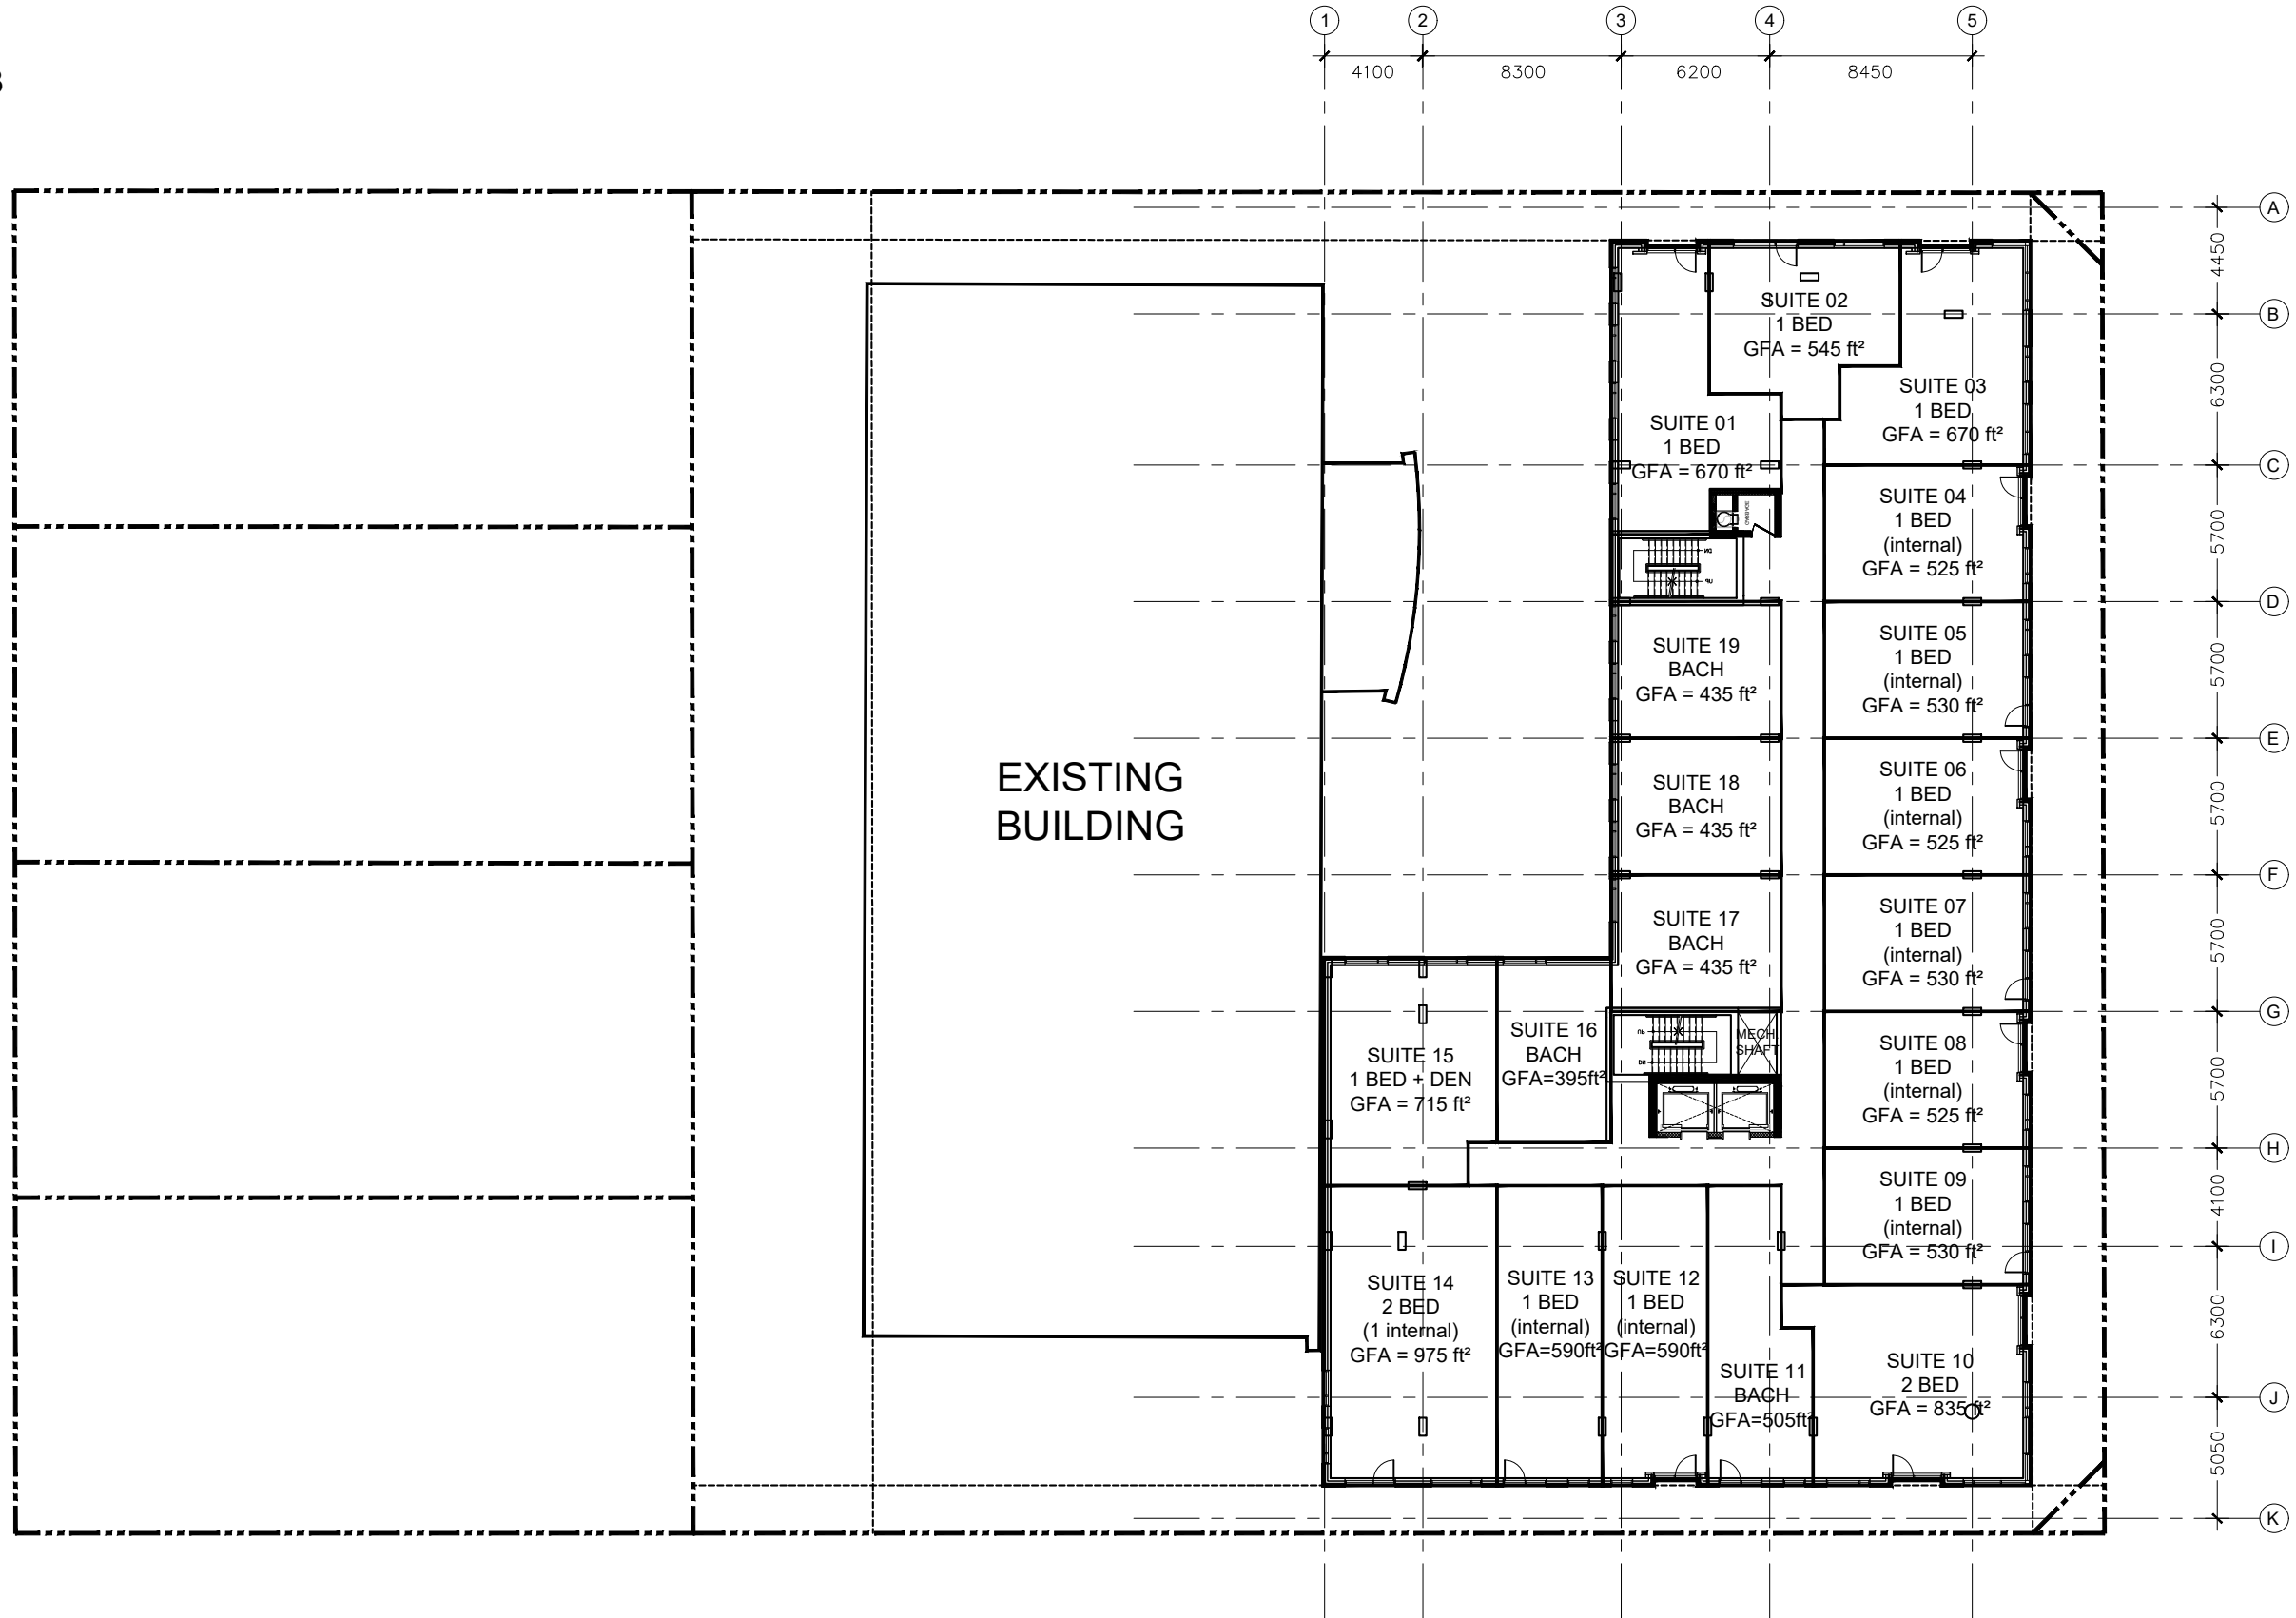 1 2 3 4 5
4100 8300 6200 8450
A
4450
B
6300
C
5700
D
5700
E
5700
F
5700
G
5700
H
4100
I
6300
J
5050
K
SUITE 01
1 BED
GFA = 670 ft²
SUITE 02
1 BED
GFA = 545 ft²
SUITE 03
1 BED
GFA = 670 ft²
SUITE 04
1 BED
(internal)
GFA = 525 ft²
SUITE 05
1 BED
(internal)
GFA = 530 ft²
SUITE 06
1 BED
(internal)
GFA = 525 ft²
SUITE 07
1 BED
(internal)
GFA = 530 ft²
SUITE 08
1 BED
(internal)
GFA = 525 ft²
SUITE 09
1 BED
(internal)
GFA = 530 ft²
SUITE 10
2 BED
GFA = 835 ft²
SUITE 11
BACH
GFA=505ft²
SUITE 12
1 BED
(internal)
GFA=590ft²
SUITE 13
1 BED
(internal)
GFA=590ft²
SUITE 14
2 BED
(1 internal)
GFA = 975 ft²
SUITE 15
1 BED + DEN
GFA = 715 ft²
SUITE 16
BACH
GFA=395ft²
SUITE 17
BACH
GFA = 435 ft²
SUITE 18
BACH
GFA = 435 ft²
SUITE 19
BACH
GFA = 435 ft²
DN
UP
UP
DN
MECH
SHAFT
EXISTING
BUILDING